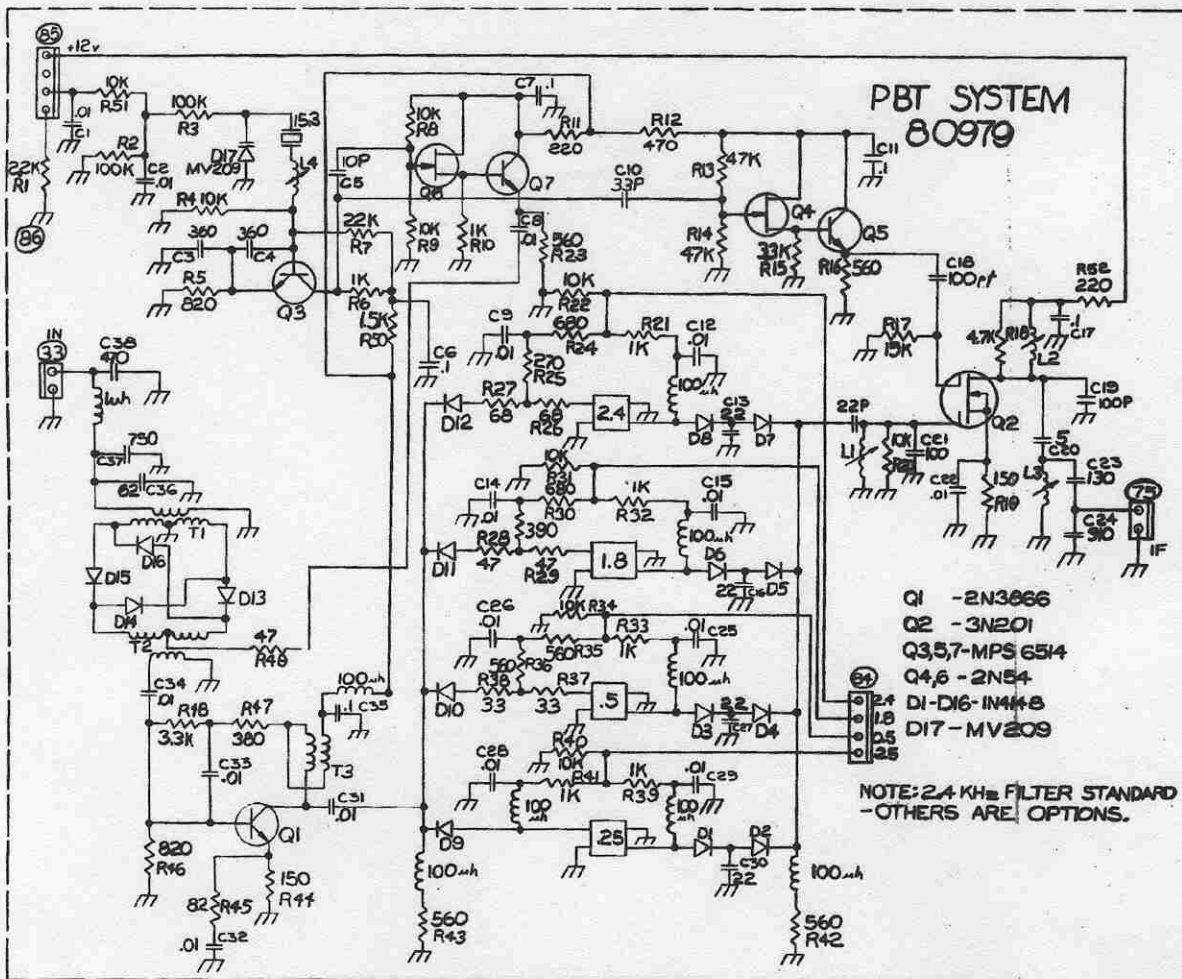 PBT SYSTEM
80979
85
+12v
10K
R51
.01
C1
22K
R1
86
R2
100K
100K
R3
C2
.01
D17
MV209
15.3
L4
R4 10K
360
C3
360
C4
R5
820
Q3
22K
R7
1K
R6
1.5K
R50
C6
.1
10P
C5
10K
R8
Q6
10K
R9
1K
R10
Q7
C7 .1
R11
220
R12
470
C8
.01
560
R23
C10
33P
R13
47K
R14
47K
Q4
33K
R15
Q5
R16
560
C11
.1
C18
100pf
R17
15K
4.7K
R18
L2
.1
C17
R52
220
C19
100P
Q2
5
C20
L3
C23
130
C24
910
75
IF
150
R19
C22
.01
C21
100
10K
L1
22P
10K
R22
C9
.01
680
R24
R21
1K
C12
.01
270
R25
100uh
D12
R27
68
68
R26
2.4
D8
C13
22
D7
10K
R31
C14
.01
680
R30
1K
R32
C15
.01
390
100uh
D11
R28
47
47
R29
1.8
D6
22
C16
D5
C26
.01
10K R34
560
R35
R33
1K
.01 C25
560
R36
100uh
D10
R38
33
R37
33
.5
D3
22
C27
D4
C28
.01
R40
10K
R41
1K
1K
R39
.01
C29
100
uh
100
uh
D9
.25
D1
C30
22
D2
100uh
560
R43
100uh
560
R42
84
2.4
1.8
0.5
.25
IN
33
C38
470
1uh
750
C37
62 C36
T1
D16
D15
D13
D14
T2
47
R49
C34
.01
R48
3.3K
R47
380
C33
.01
100uh
.1 C35
T3
C31
.01
Q1
820
R46
82 R45
150
R44
.01 C32
Q1 -2N3866
Q2 -3N201
Q3,5,7-MPS 6514
Q4,6 -2N54
D1-D16-1N4148
D17-MV209
NOTE: 2.4 KHz FILTER STANDARD
-OTHERS ARE OPTIONS.